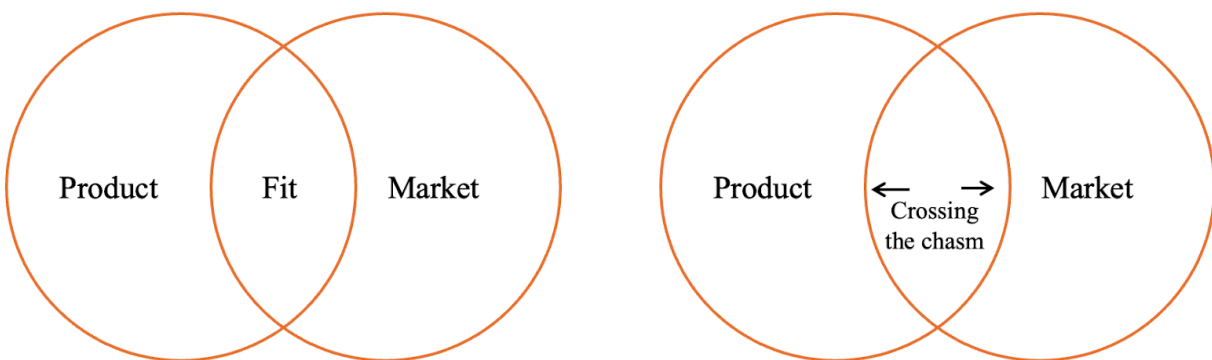 Product
Fit
Market
Product
Market
Crossing
the chasm